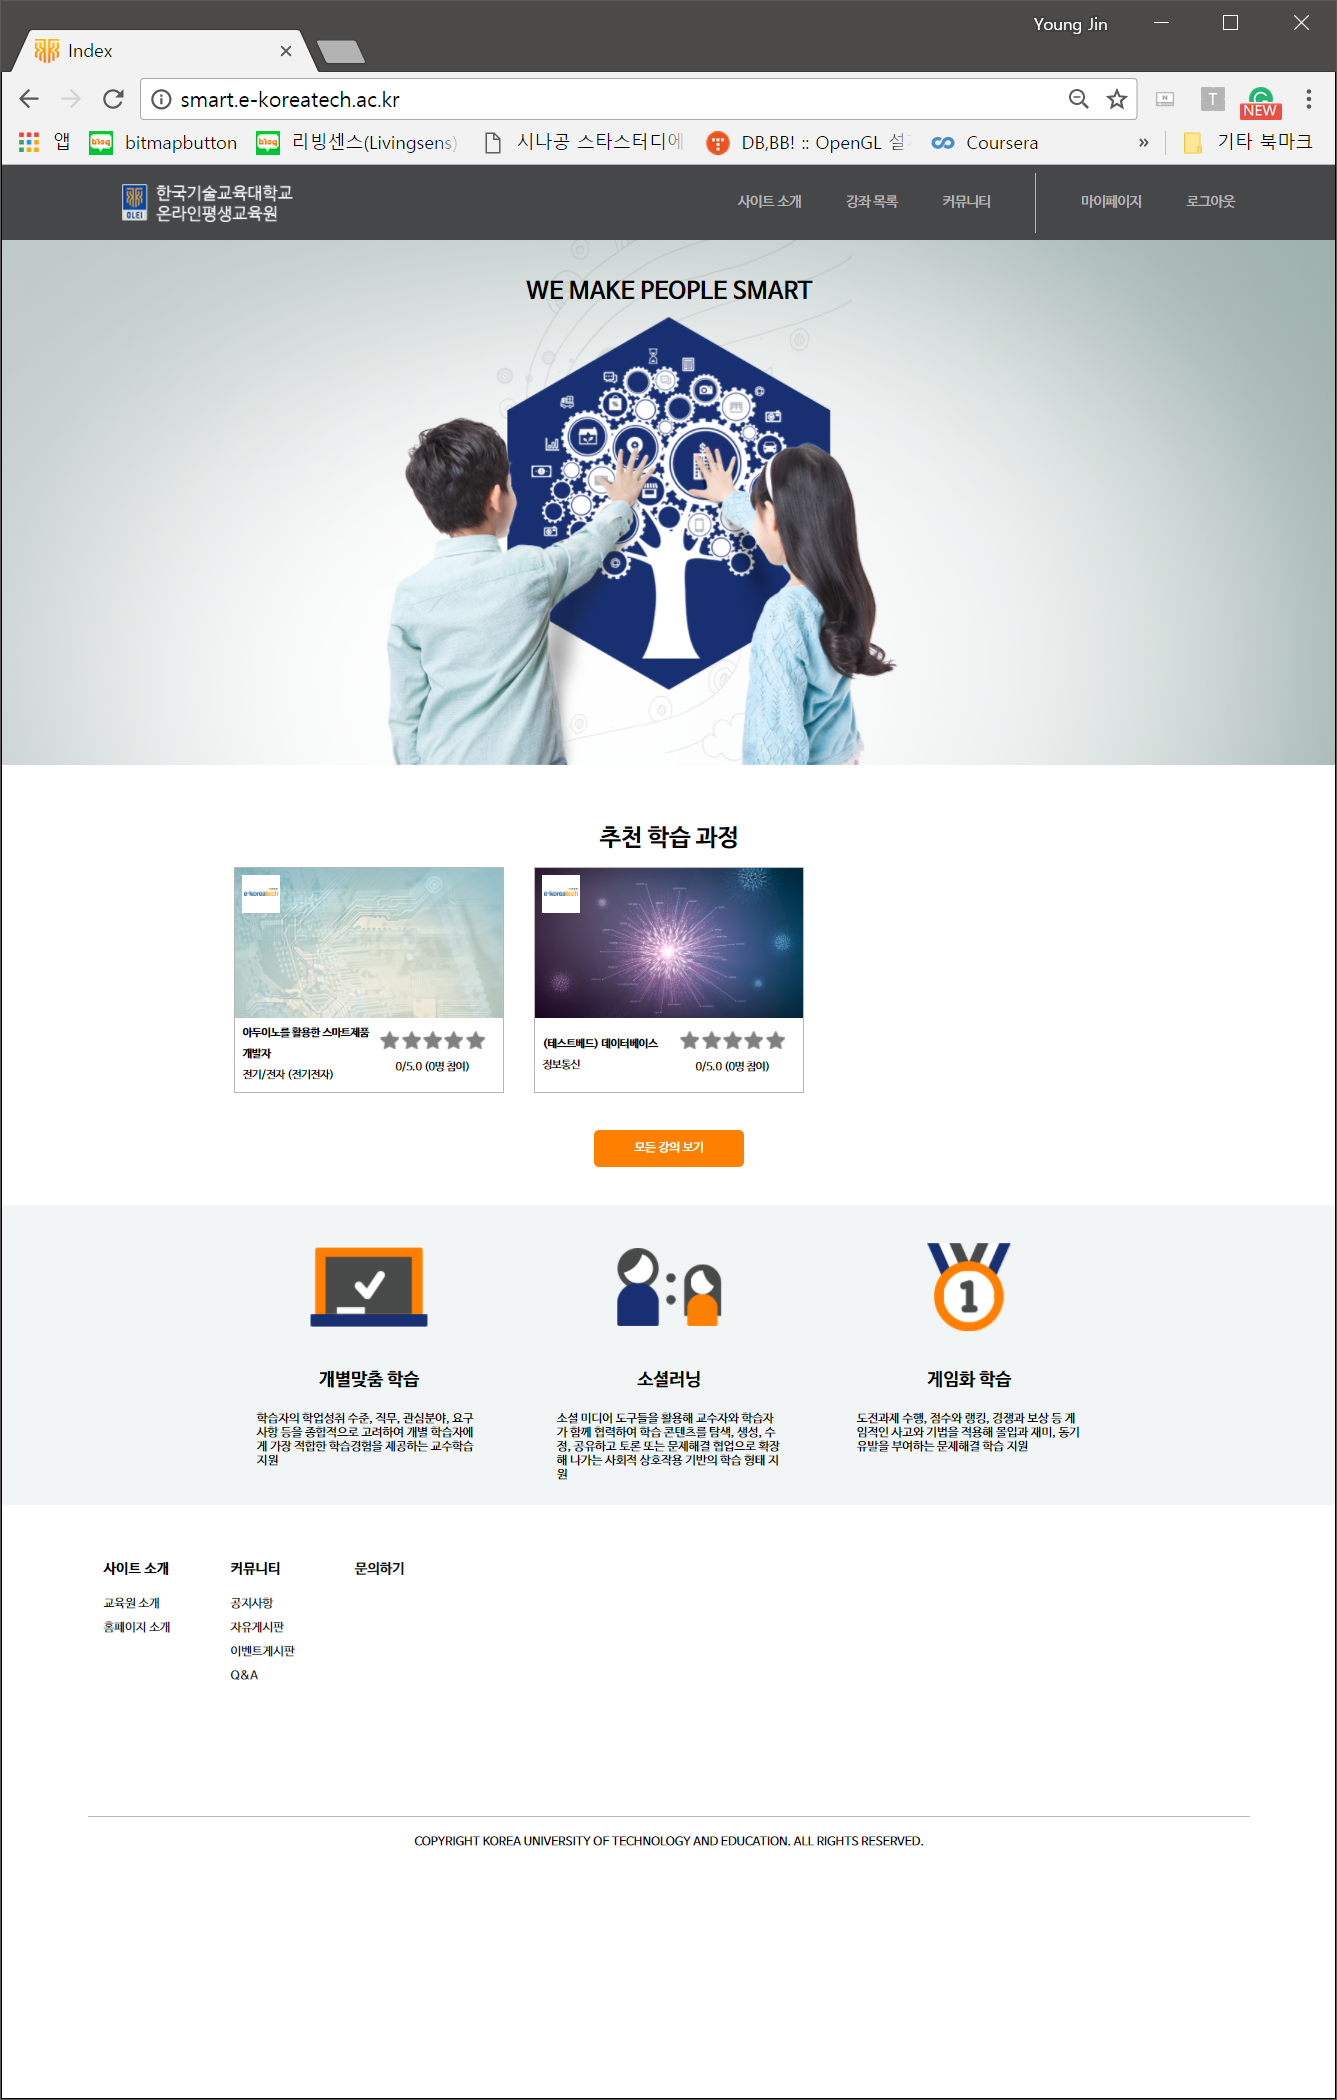 Young Jin
Index
smart.e-koreatech.ac.kr
T
NEW
앱 bitmapbutton 리빙센스(Livingsens) 시나공 스타스터디에 DB,BB! :: OpenGL 설 Coursera » 기타 북마크
한국기술교육대학교
온라인평생교육원
OLEI
사이트 소개 강좌 목록 커뮤니티 마이페이지 로그아웃
WE MAKE PEOPLE SMART
추천 학습 과정
e-koreatech
e-koreatech
아두이노를 활용한 스마트제품
개발자
전기/전자 (전기전자)
0/5.0 (0명 참여)
(테스트베드) 데이터베이스
정보통신
0/5.0 (0명 참여)
모든 강의 보기
1
개별맞춤 학습
학습자의 학업성취 수준, 직무, 관심분야, 요구
사항 등을 종합적으로 고려하여 개별 학습자에
게 가장 적합한 학습경험을 제공하는 교수학습
지원
소셜러닝
소셜 미디어 도구들을 활용해 교수자와 학습자
가 함께 협력하여 학습 콘텐츠를 탐색, 생성, 수
정, 공유하고 토론 또는 문제해결 협업으로 확장
해 나가는 사회적 상호작용 기반의 학습 형태 지
원
게임화 학습
도전과제 수행, 점수와 랭킹, 경쟁과 보상 등 게
임적인 사고와 기법을 적용해 몰입과 재미, 동기
유발을 부여하는 문제해결 학습 지원
사이트 소개
교육원 소개
홈페이지 소개
커뮤니티
공지사항
자유게시판
이벤트게시판
Q&A
문의하기
COPYRIGHT KOREA UNIVERSITY OF TECHNOLOGY AND EDUCATION. ALL RIGHTS RESERVED.